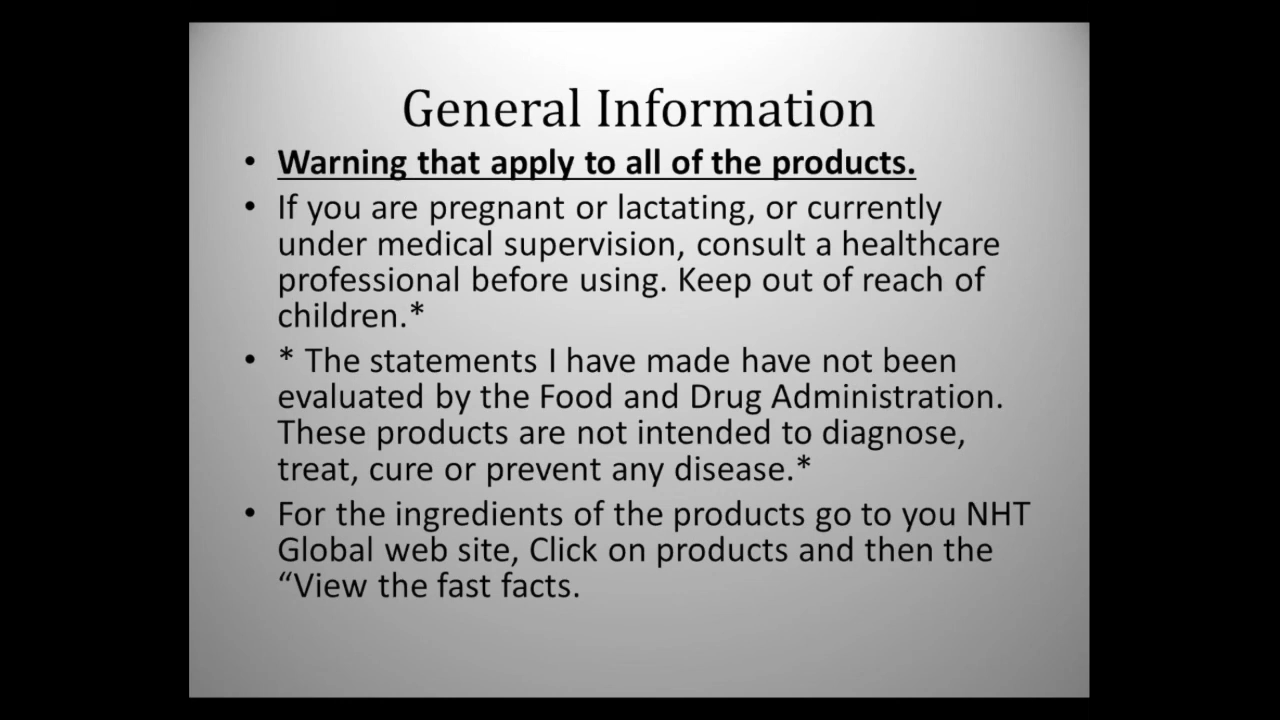 General Information
• Warning that apply to all of the products.
• If you are pregnant or lactating, or currently
under medical supervision, consult a healthcare
professional before using. Keep out of reach of
children.*
• * The statements I have made have not been
evaluated by the Food and Drug Administration.
These products are not intended to diagnose,
treat, cure or prevent any disease.*
• For the ingredients of the products go to you NHT
Global web site, Click on products and then the
“View the fast facts.